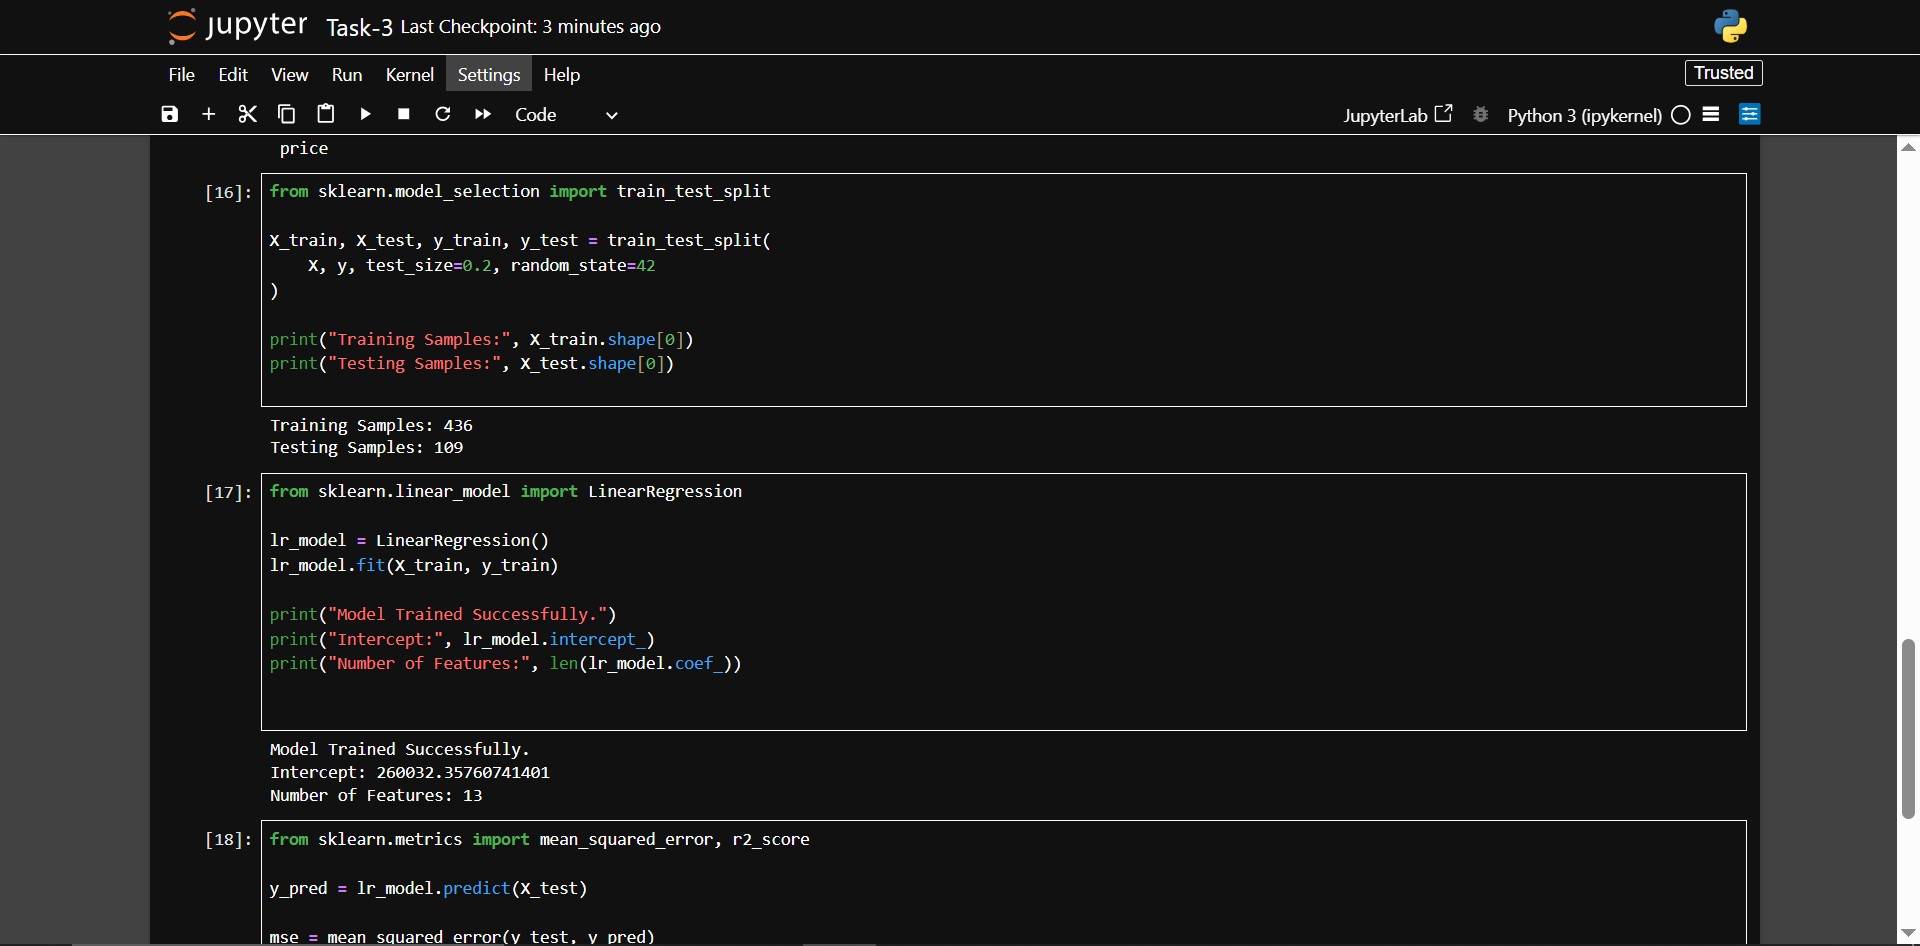 jupyter Task-3 Last Checkpoint: 3 minutes ago
File Edit View Run Kernel Settings Help
Trusted
Code
JupyterLab Python 3 (ipykernel)
price
[16]: from sklearn.model_selection import train_test_split
X_train, X_test, y_train, y_test = train_test_split(
    X, y, test_size=0.2, random_state=42
)
print("Training Samples:", X_train.shape[0])
print("Testing Samples:", X_test.shape[0])
Training Samples: 436
Testing Samples: 109
[17]: from sklearn.linear_model import LinearRegression
lr_model = LinearRegression()
lr_model.fit(X_train, y_train)
print("Model Trained Successfully.")
print("Intercept:", lr_model.intercept_)
print("Number of Features:", len(lr_model.coef_))
Model Trained Successfully.
Intercept: 260032.35760741401
Number of Features: 13
[18]: from sklearn.metrics import mean_squared_error, r2_score
y_pred = lr_model.predict(X_test)
mse = mean_squared_error(y_test, y_pred)